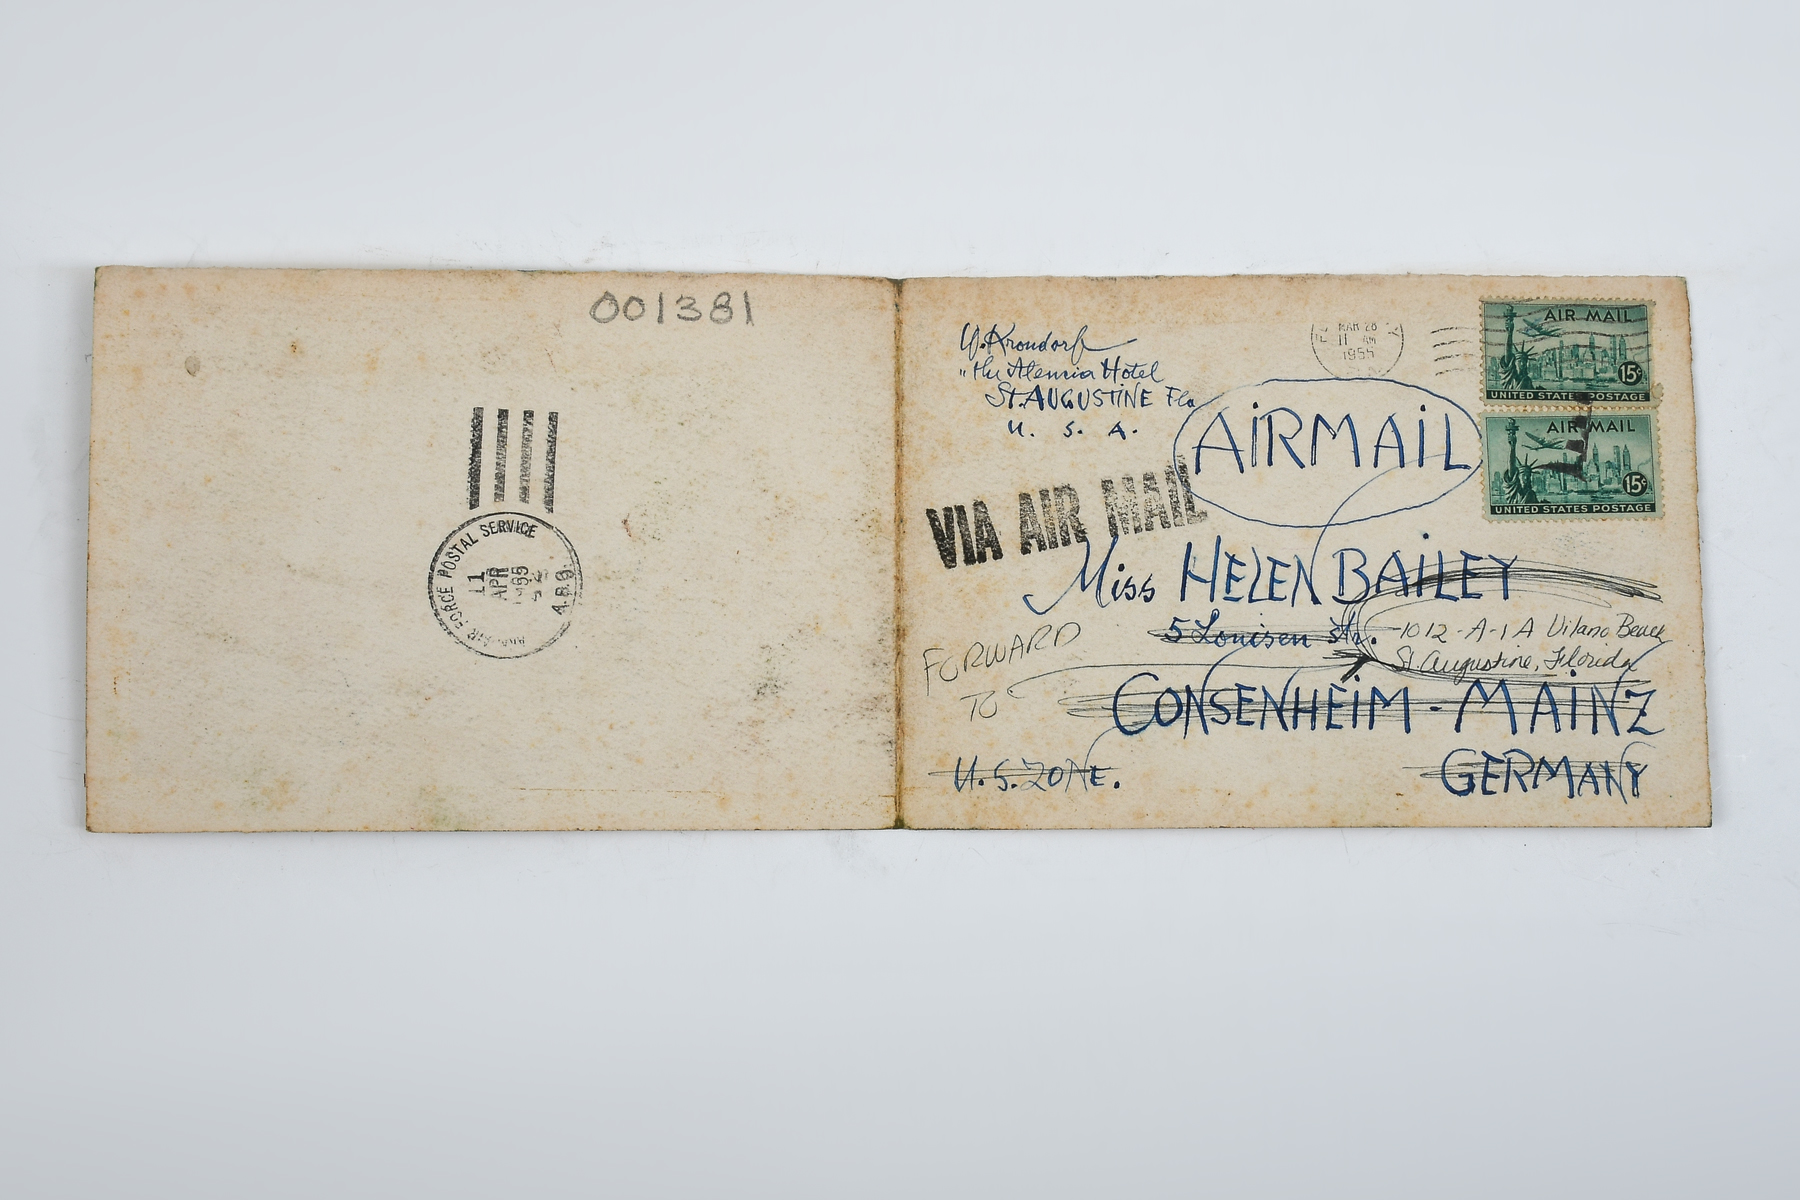 001381
ARMY-AIR FORCE POSTAL SERVICE
11
APR
1955
U. Krondorf
"the Alencia Hotel
St. AUGUSTINE Fla
U. S. A.
MAR 28
11 AM
1955
AIR MAIL
15¢
UNITED STATES POSTAGE
AIR MAIL
15¢
UNITED STATES POSTAGE
AIRMAIL
VIA AIR MAIL
Miss HELEN BAILEY
5 Louisen Str.
1012-A-1A Vilano Beach
St. Augustine, Florida
FORWARD
TO
CONSENHEIM - MAINZ
U. S. ZONE.
GERMANY